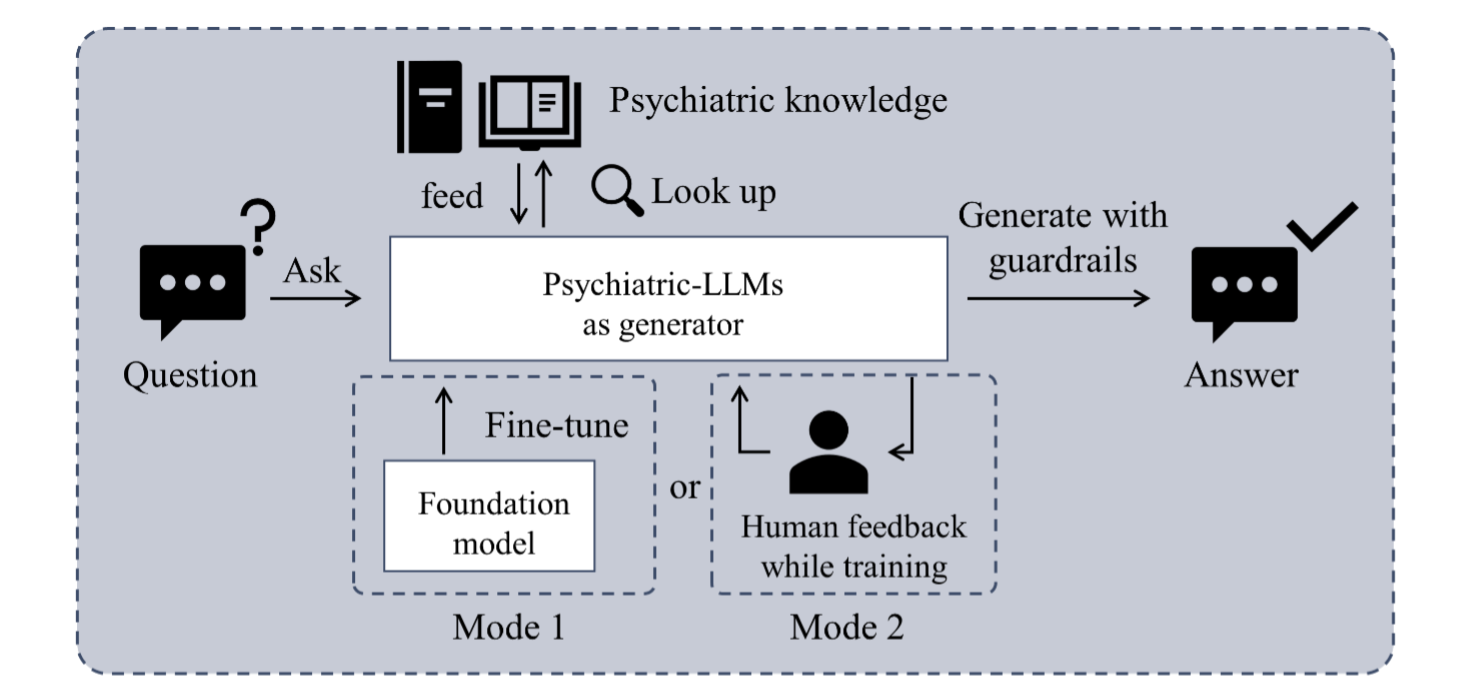 Psychiatric knowledge
feed
Look up
Ask
Question
Psychiatric-LLMs
as generator
Generate with
guardrails
Answer
Fine-tune
Foundation
model
Mode 1
or
Human feedback
while training
Mode 2